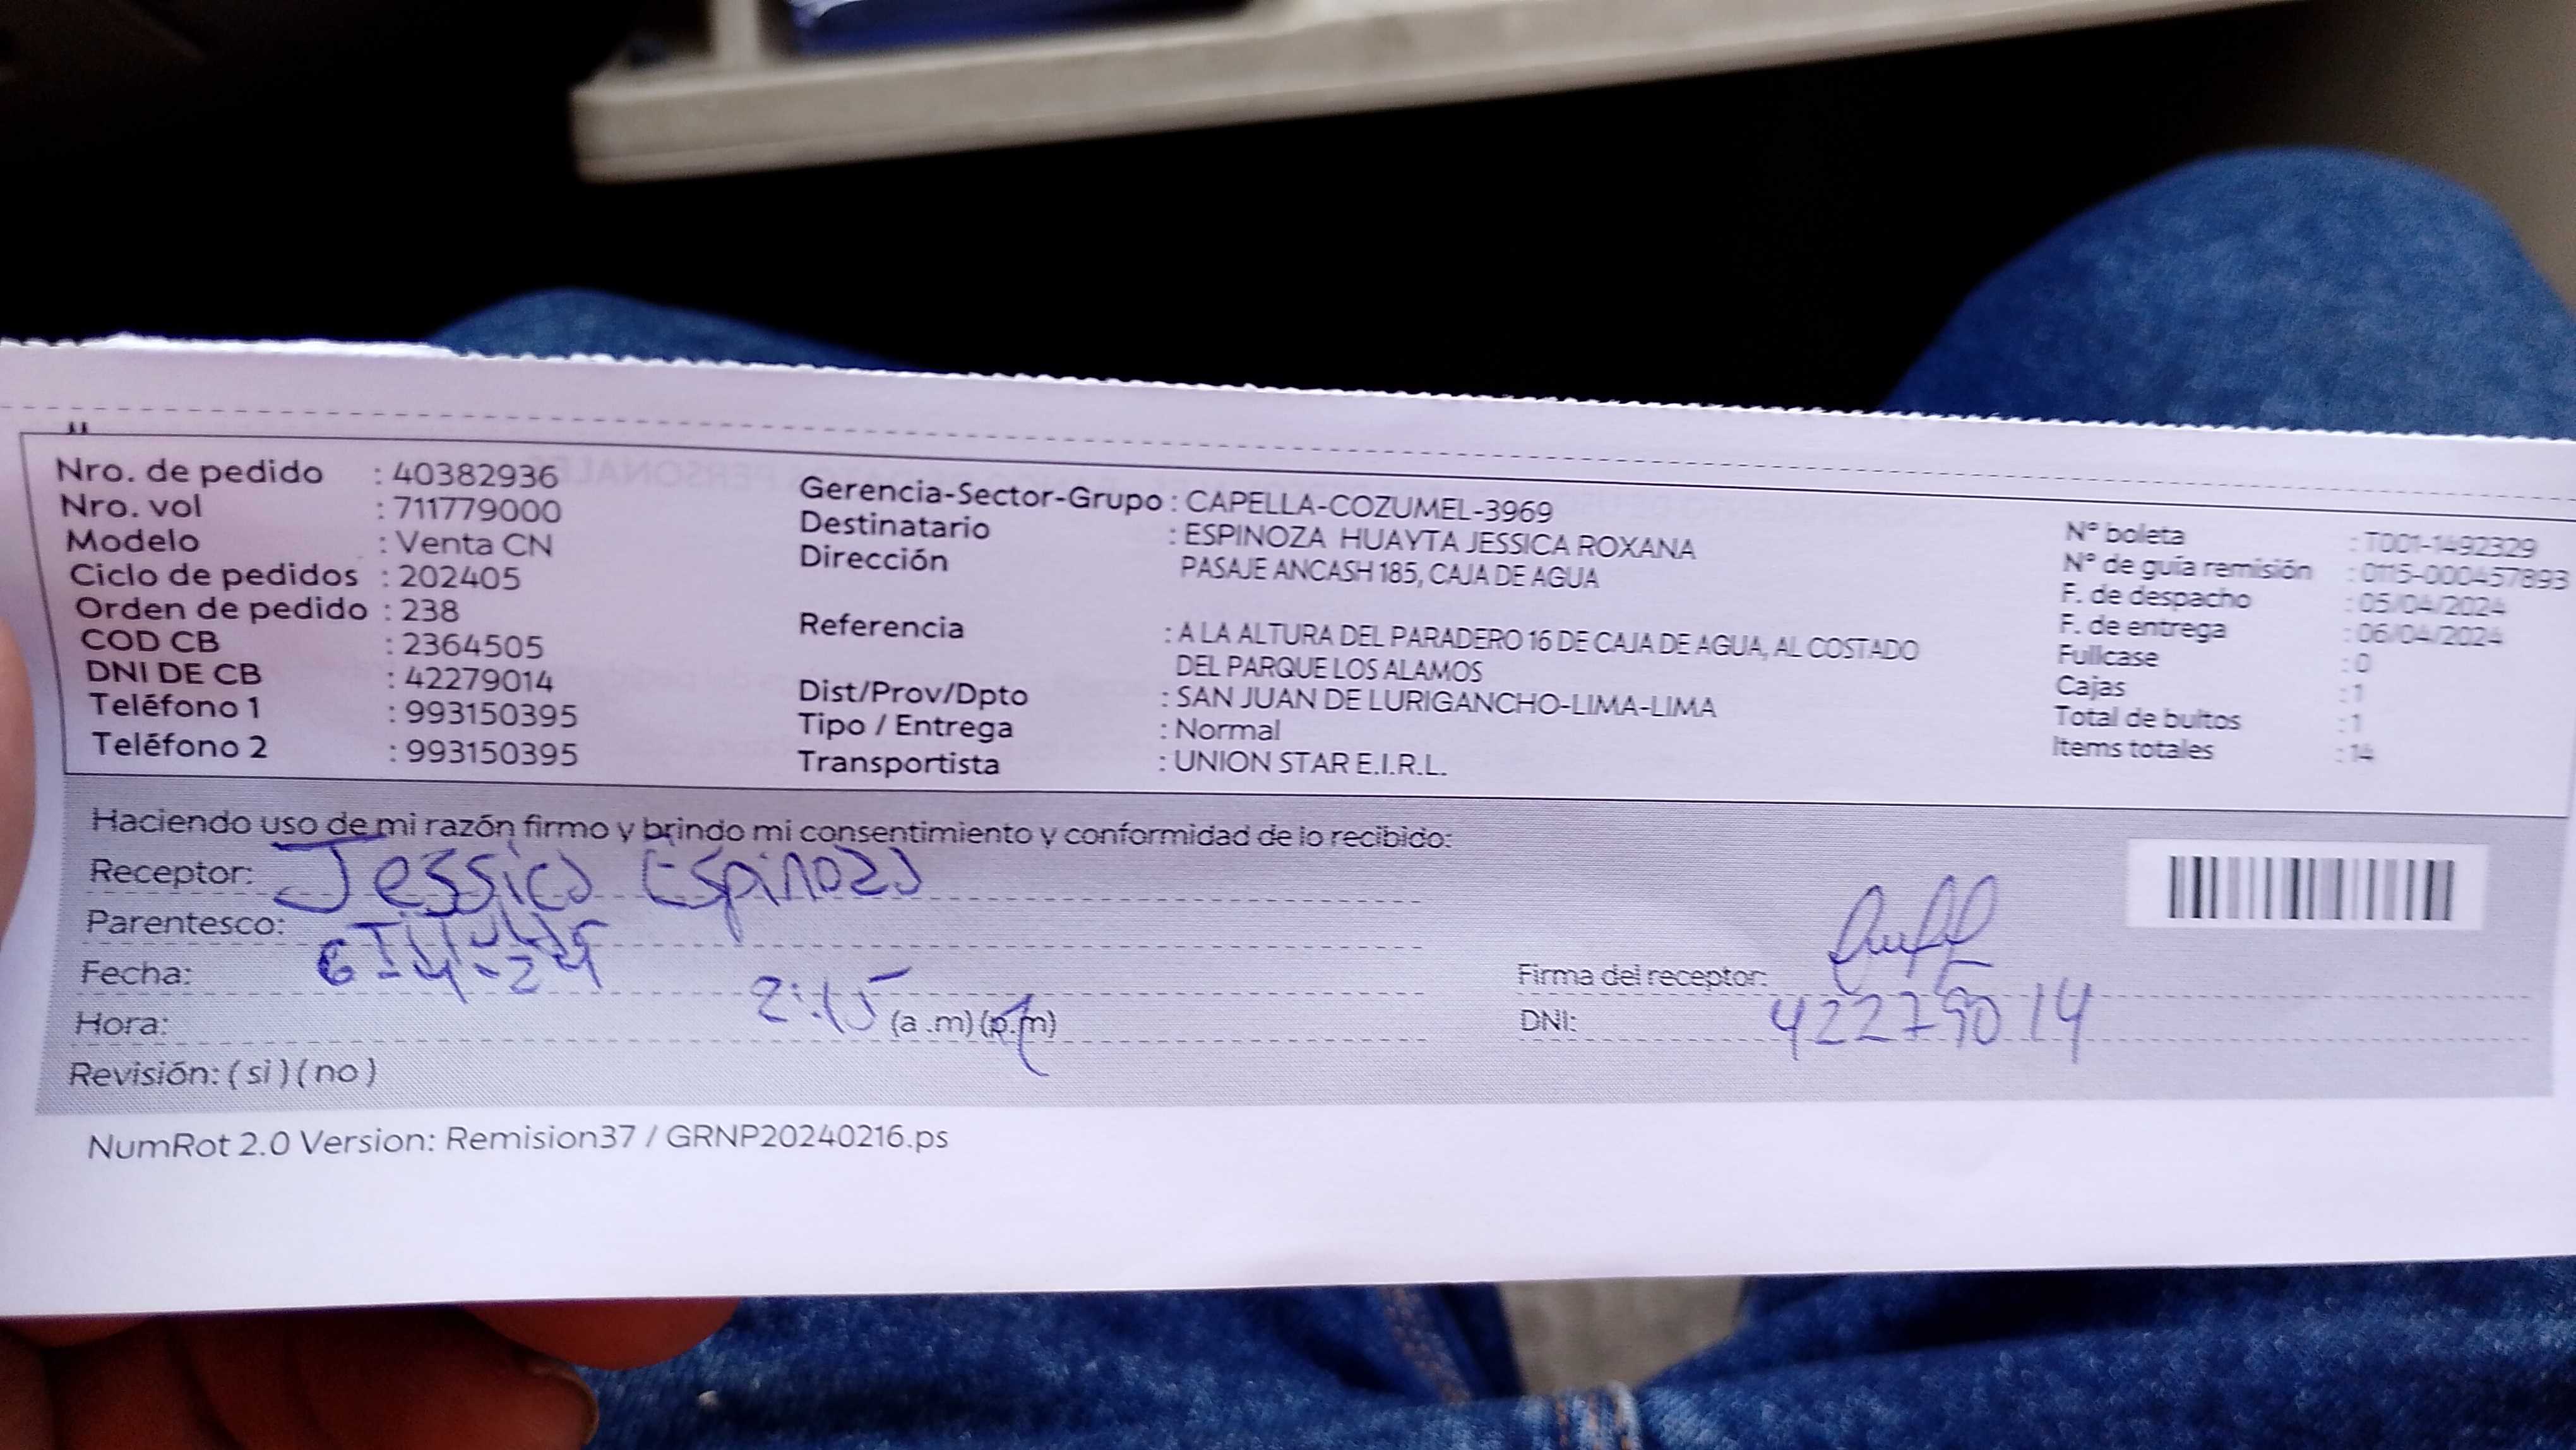 Nro. de pedido : 40382936
Nro. vol : 711779000
Modelo : Venta CN
Ciclo de pedidos : 202405
Orden de pedido : 238
COD CB : 2364505
DNI DE CB : 42279014
Teléfono 1 : 993150395
Teléfono 2 : 993150395
Gerencia-Sector-Grupo : CAPELLA-COZUMEL-3969
Destinatario : ESPINOZA HUAYTA JESSICA ROXANA
Dirección PASAJE ANCASH 185, CAJA DE AGUA
Referencia : A LA ALTURA DEL PARADERO 16 DE CAJA DE AGUA, AL COSTADO
DEL PARQUE LOS ALAMOS
Dist/Prov/Dpto : SAN JUAN DE LURIGANCHO-LIMA-LIMA
Tipo / Entrega : Normal
Transportista : UNION STAR E.I.R.L.
N° boleta : T001-1492329
N° de guía remisión : 0115-000457893
F. de despacho : 05/04/2024
F. de entrega : 06/04/2024
Fullcase : 0
Cajas : 1
Total de bultos : 1
Items totales : 14
Haciendo uso de mi razón firmo y brindo mi consentimiento y conformidad de lo recibido:
Receptor: Jessica Espinoza
Parentesco: Titular
Fecha: 6-4-24
Hora: 2:15 (a .m) (p.m)
Revisión: ( si ) ( no )
Firma del receptor:
DNI: 42279014
NumRot 2.0 Version: Remision37 / GRNP20240216.ps